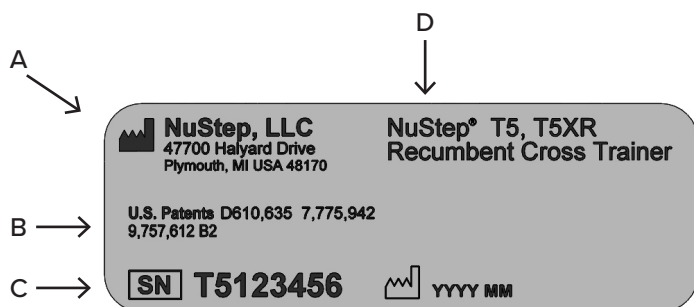 A
D
NuStep, LLC
47700 Halyard Drive
Plymouth, MI USA 48170
NuStep® T5, T5XR
Recumbent Cross Trainer
B
U.S. Patents D610,635 7,775,942
9,757,612 B2
C
SN T5123456
YYYY MM